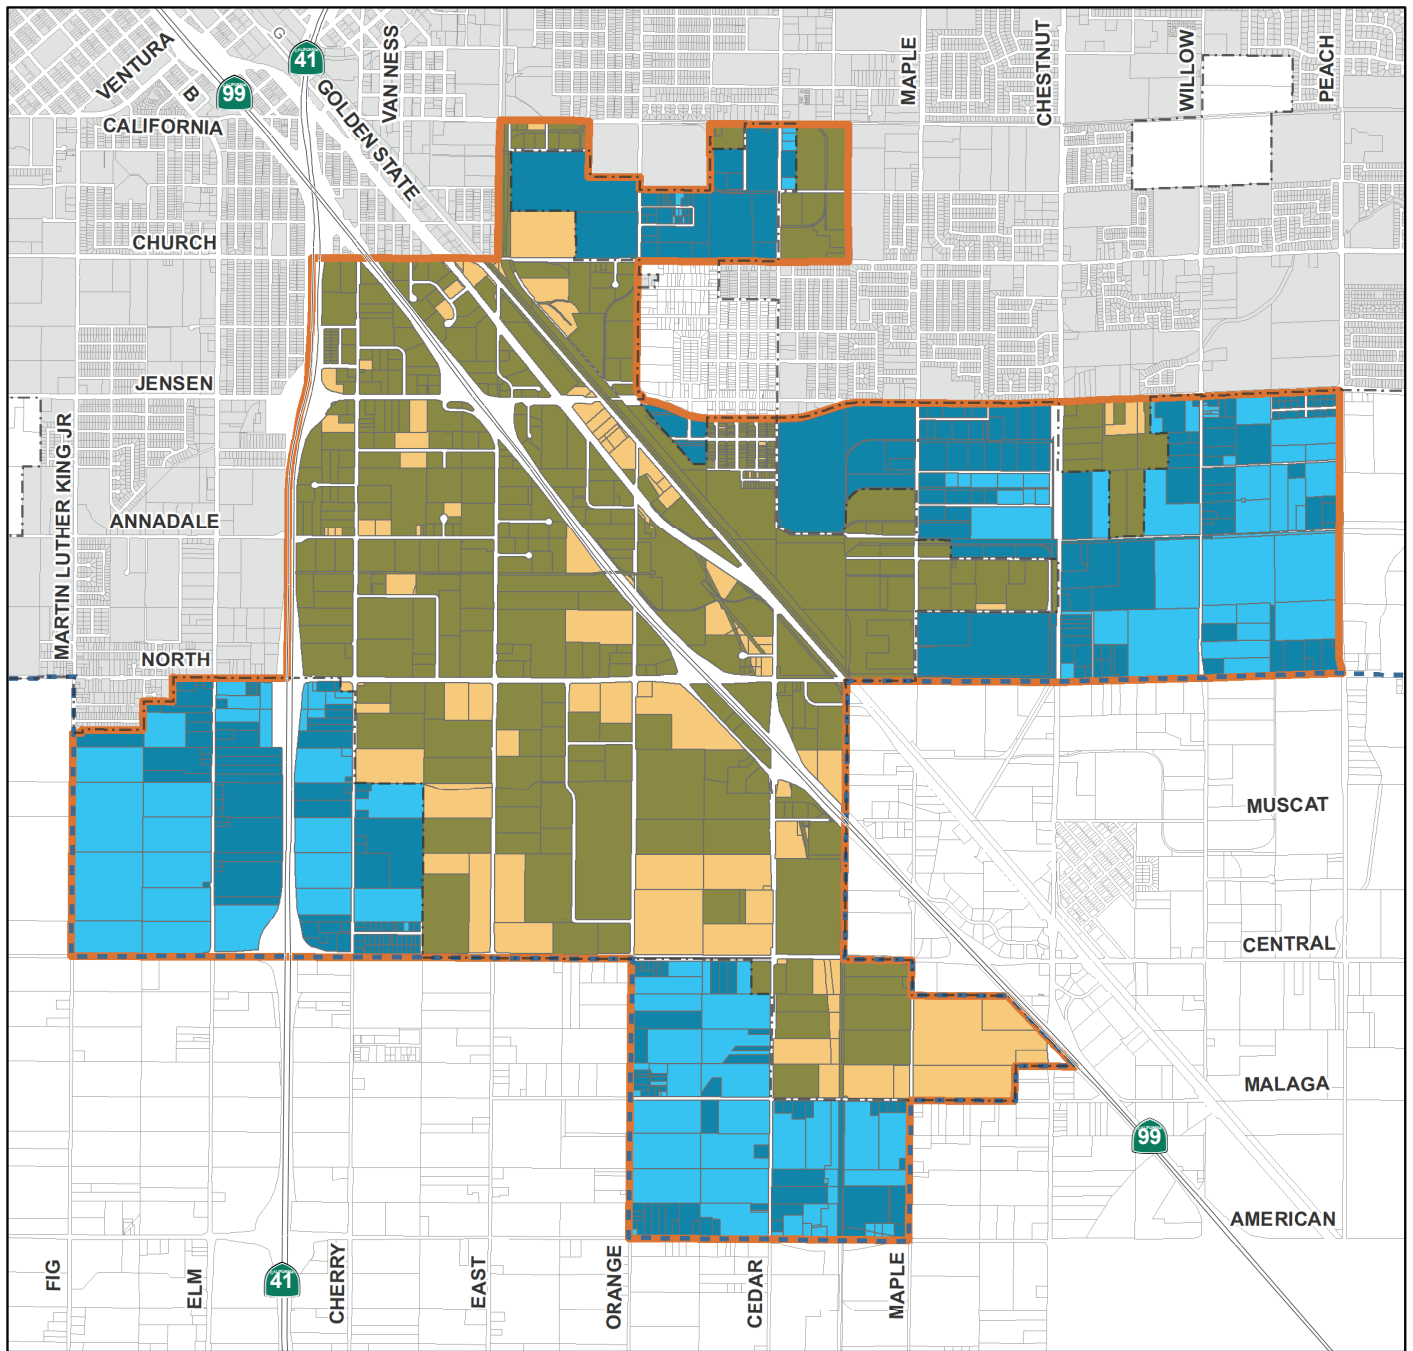 VENTURA
B
G
41
99
GOLDEN STATE
VAN NESS
MAPLE
CHESTNUT
WILLOW
PEACH
CALIFORNIA
CHURCH
JENSEN
MARTIN LUTHER KING JR
ANNADALE
NORTH
MUSCAT
CENTRAL
MALAGA
99
AMERICAN
FIG
ELM
41
CHERRY
EAST
ORANGE
CEDAR
MAPLE